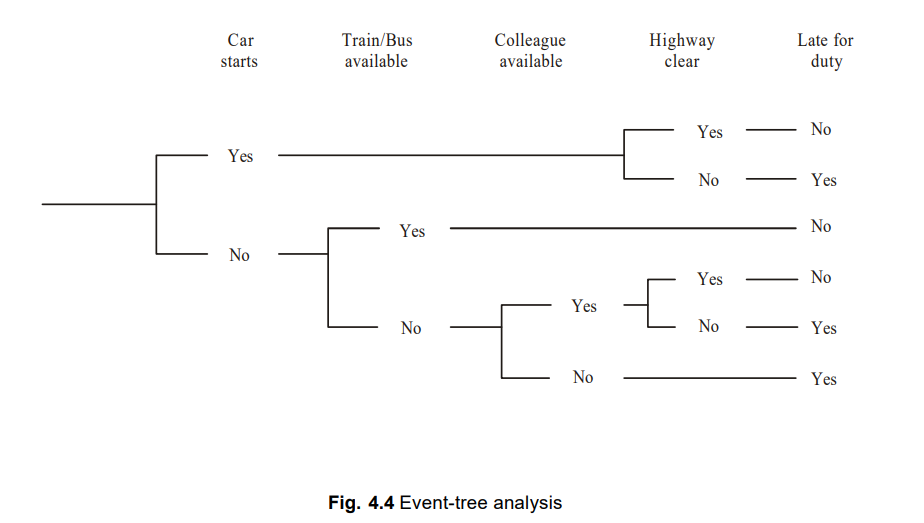 Car Train/Bus Colleague Highway Late for
starts available available clear duty
Yes No
Yes
No Yes
Yes No
No
Yes No
Yes
No No Yes
No Yes
Fig. 4.4 Event-tree analysis